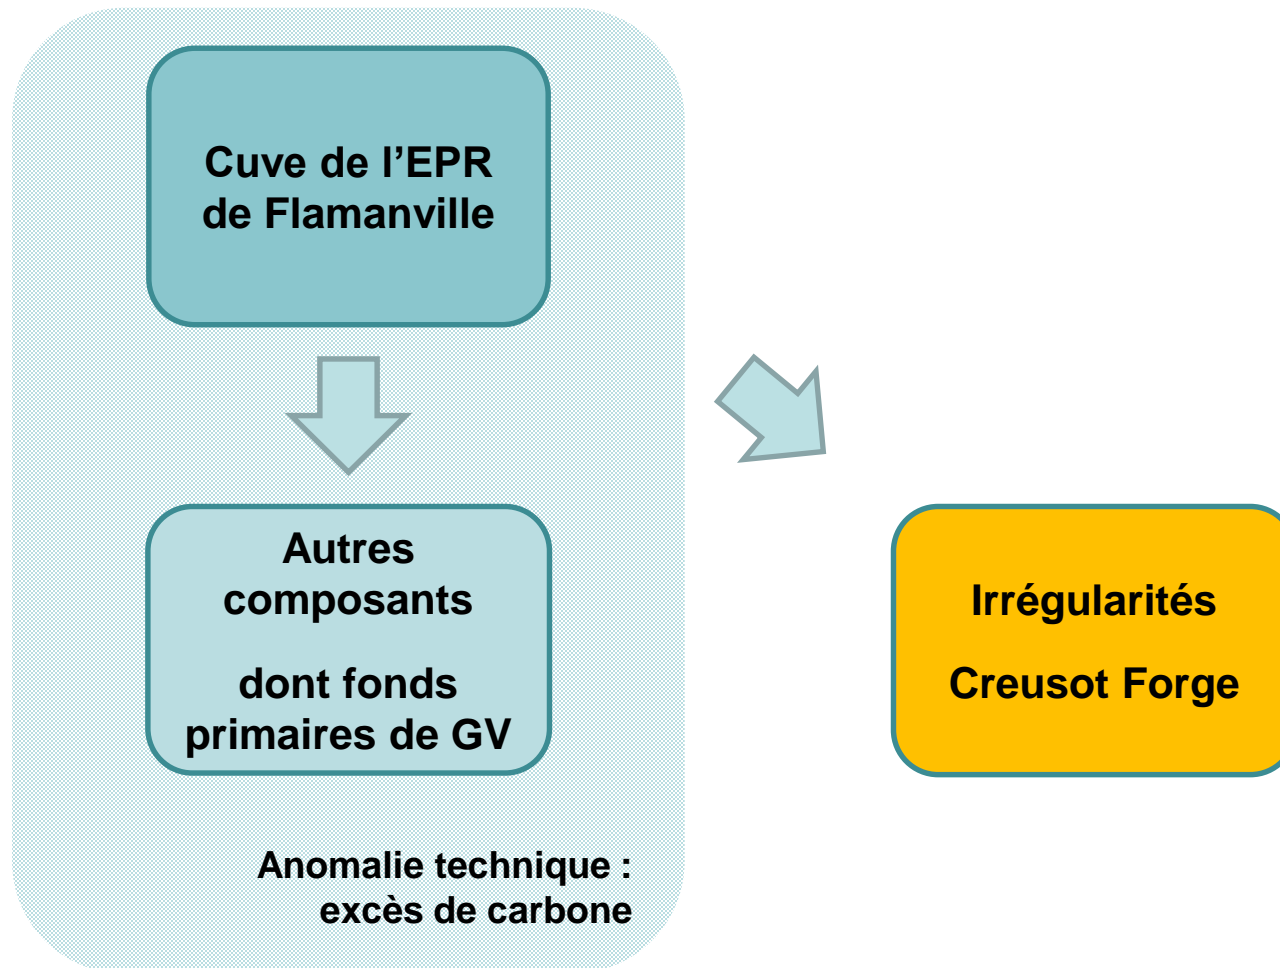 Cuve de l’EPR
de Flamanville
Autres
composants
dont fonds
primaires de GV
Anomalie technique :
excès de carbone
Irrégularités
Creusot Forge